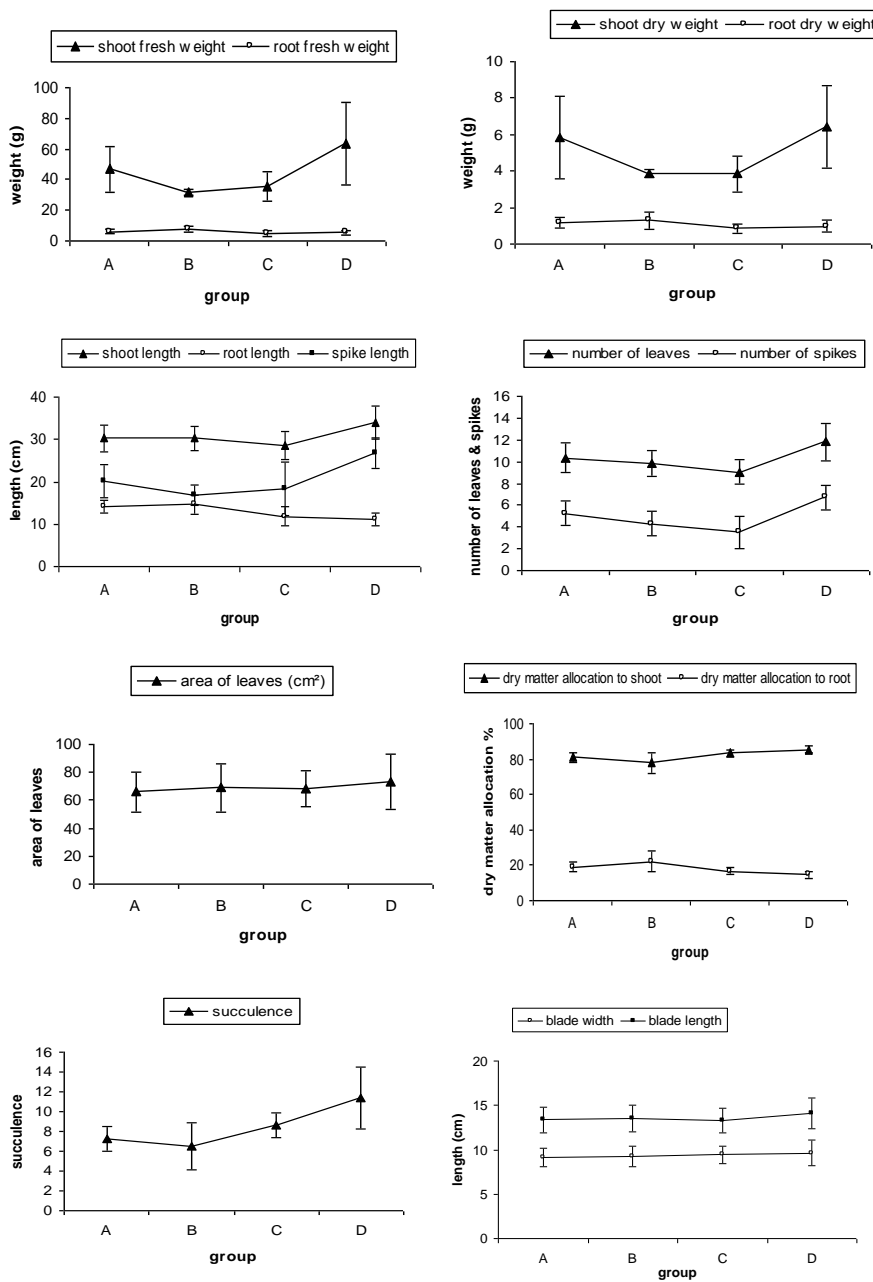 shoot fresh weight root fresh weight
weight (g)
100
80
60
40
20
0
A B C D
group
shoot dry weight root dry weight
weight (g)
10
8
6
4
2
0
A B C D
group
shoot length root length spike length
length (cm)
40
30
20
10
0
A B C D
group
number of leaves number of spikes
number of leaves & spikes
16
14
12
10
8
6
4
2
0
A B C D
group
area of leaves (cm²)
area of leaves
100
80
60
40
20
0
A B C D
group
dry matter allocation to shoot dry matter allocation to root
dry matter allocation %
100
80
60
40
20
0
A B C D
group
succulence
succulence
16
14
12
10
8
6
4
2
0
A B C D
group
blade width blade length
length (cm)
20
15
10
5
0
A B C D
group